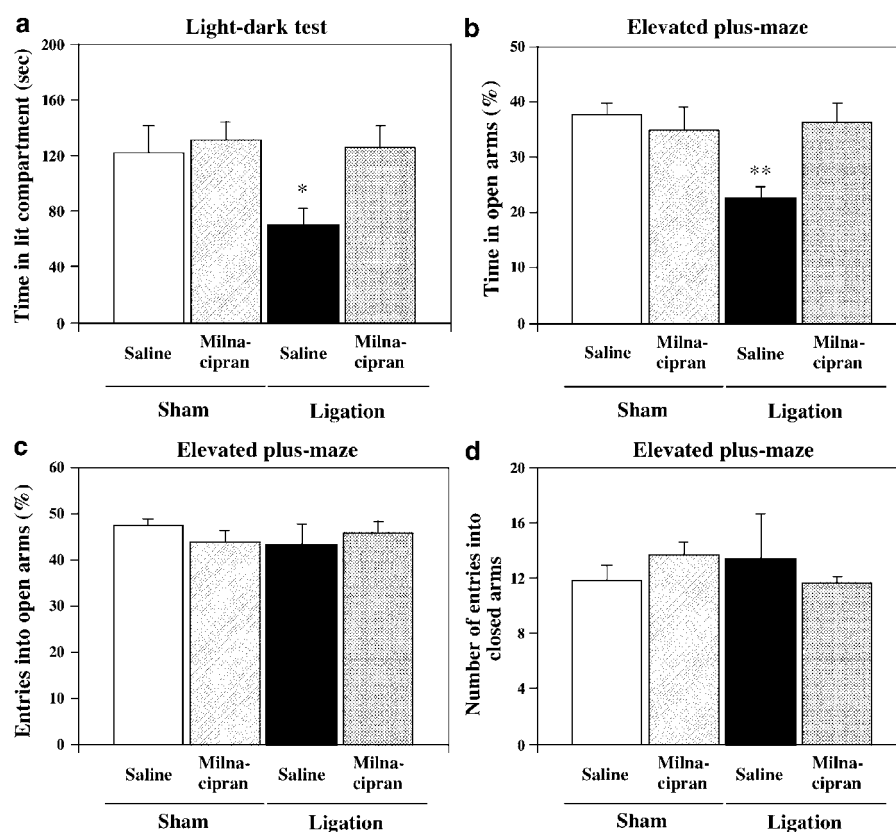 a
Light-dark test
Time in lit compartment (sec)
200
160
120
80
40
0
*
Saline
Milna-
cipran
Saline
Milna-
cipran
Sham
Ligation
b
Elevated plus-maze
Time in open arms (%)
50
40
30
20
10
0
**
Saline
Milna-
cipran
Saline
Milna-
cipran
Sham
Ligation
c
Elevated plus-maze
Entries into open arms (%)
60
50
40
30
20
10
0
Saline
Milna-
cipran
Saline
Milna-
cipran
Sham
Ligation
d
Elevated plus-maze
Number of entries into
closed arms
20
16
12
8
4
0
Saline
Milna-
cipran
Saline
Milna-
cipran
Sham
Ligation